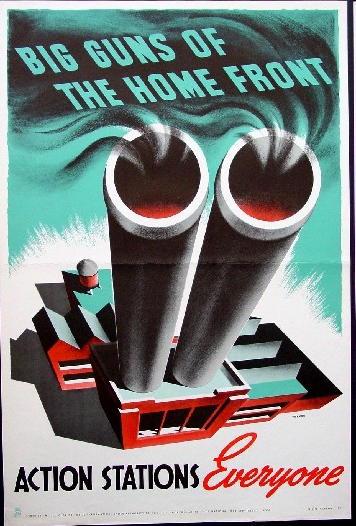 BIG GUNS OF
THE HOME FRONT
ACTION STATIONS Everyone